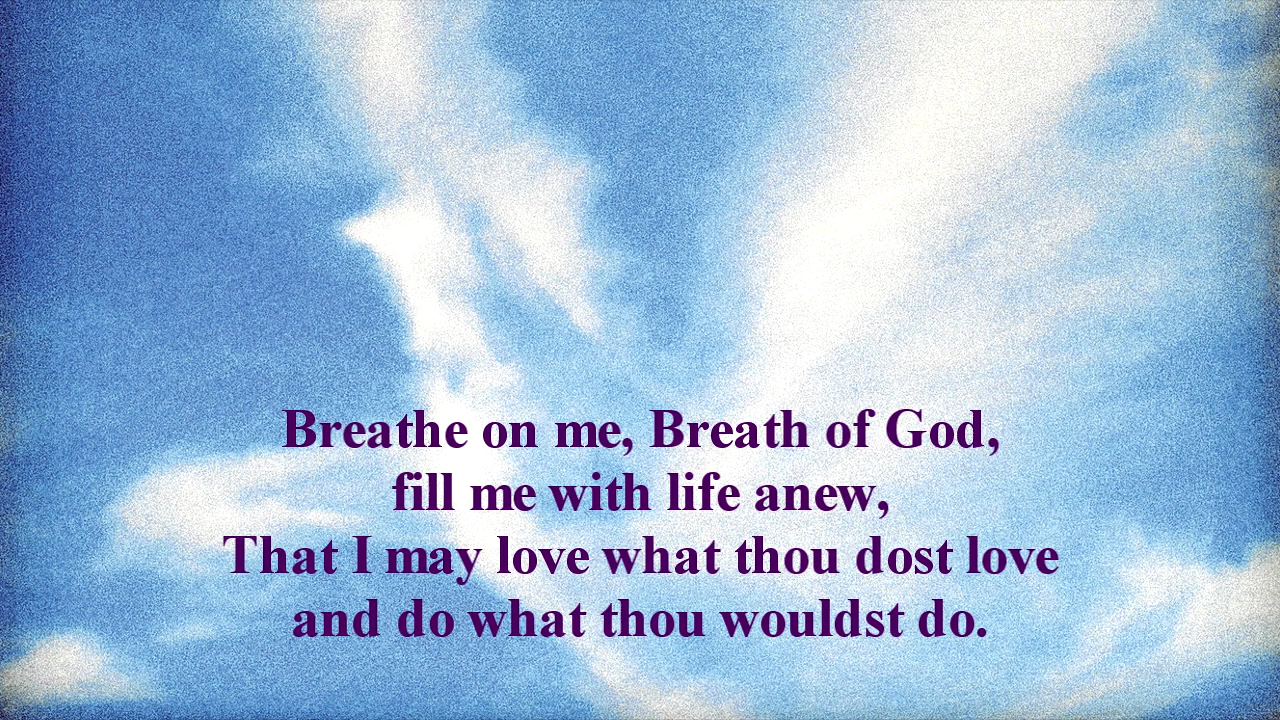 Breathe on me, Breath of God,
fill me with life anew,
That I may love what thou dost love
and do what thou wouldst do.